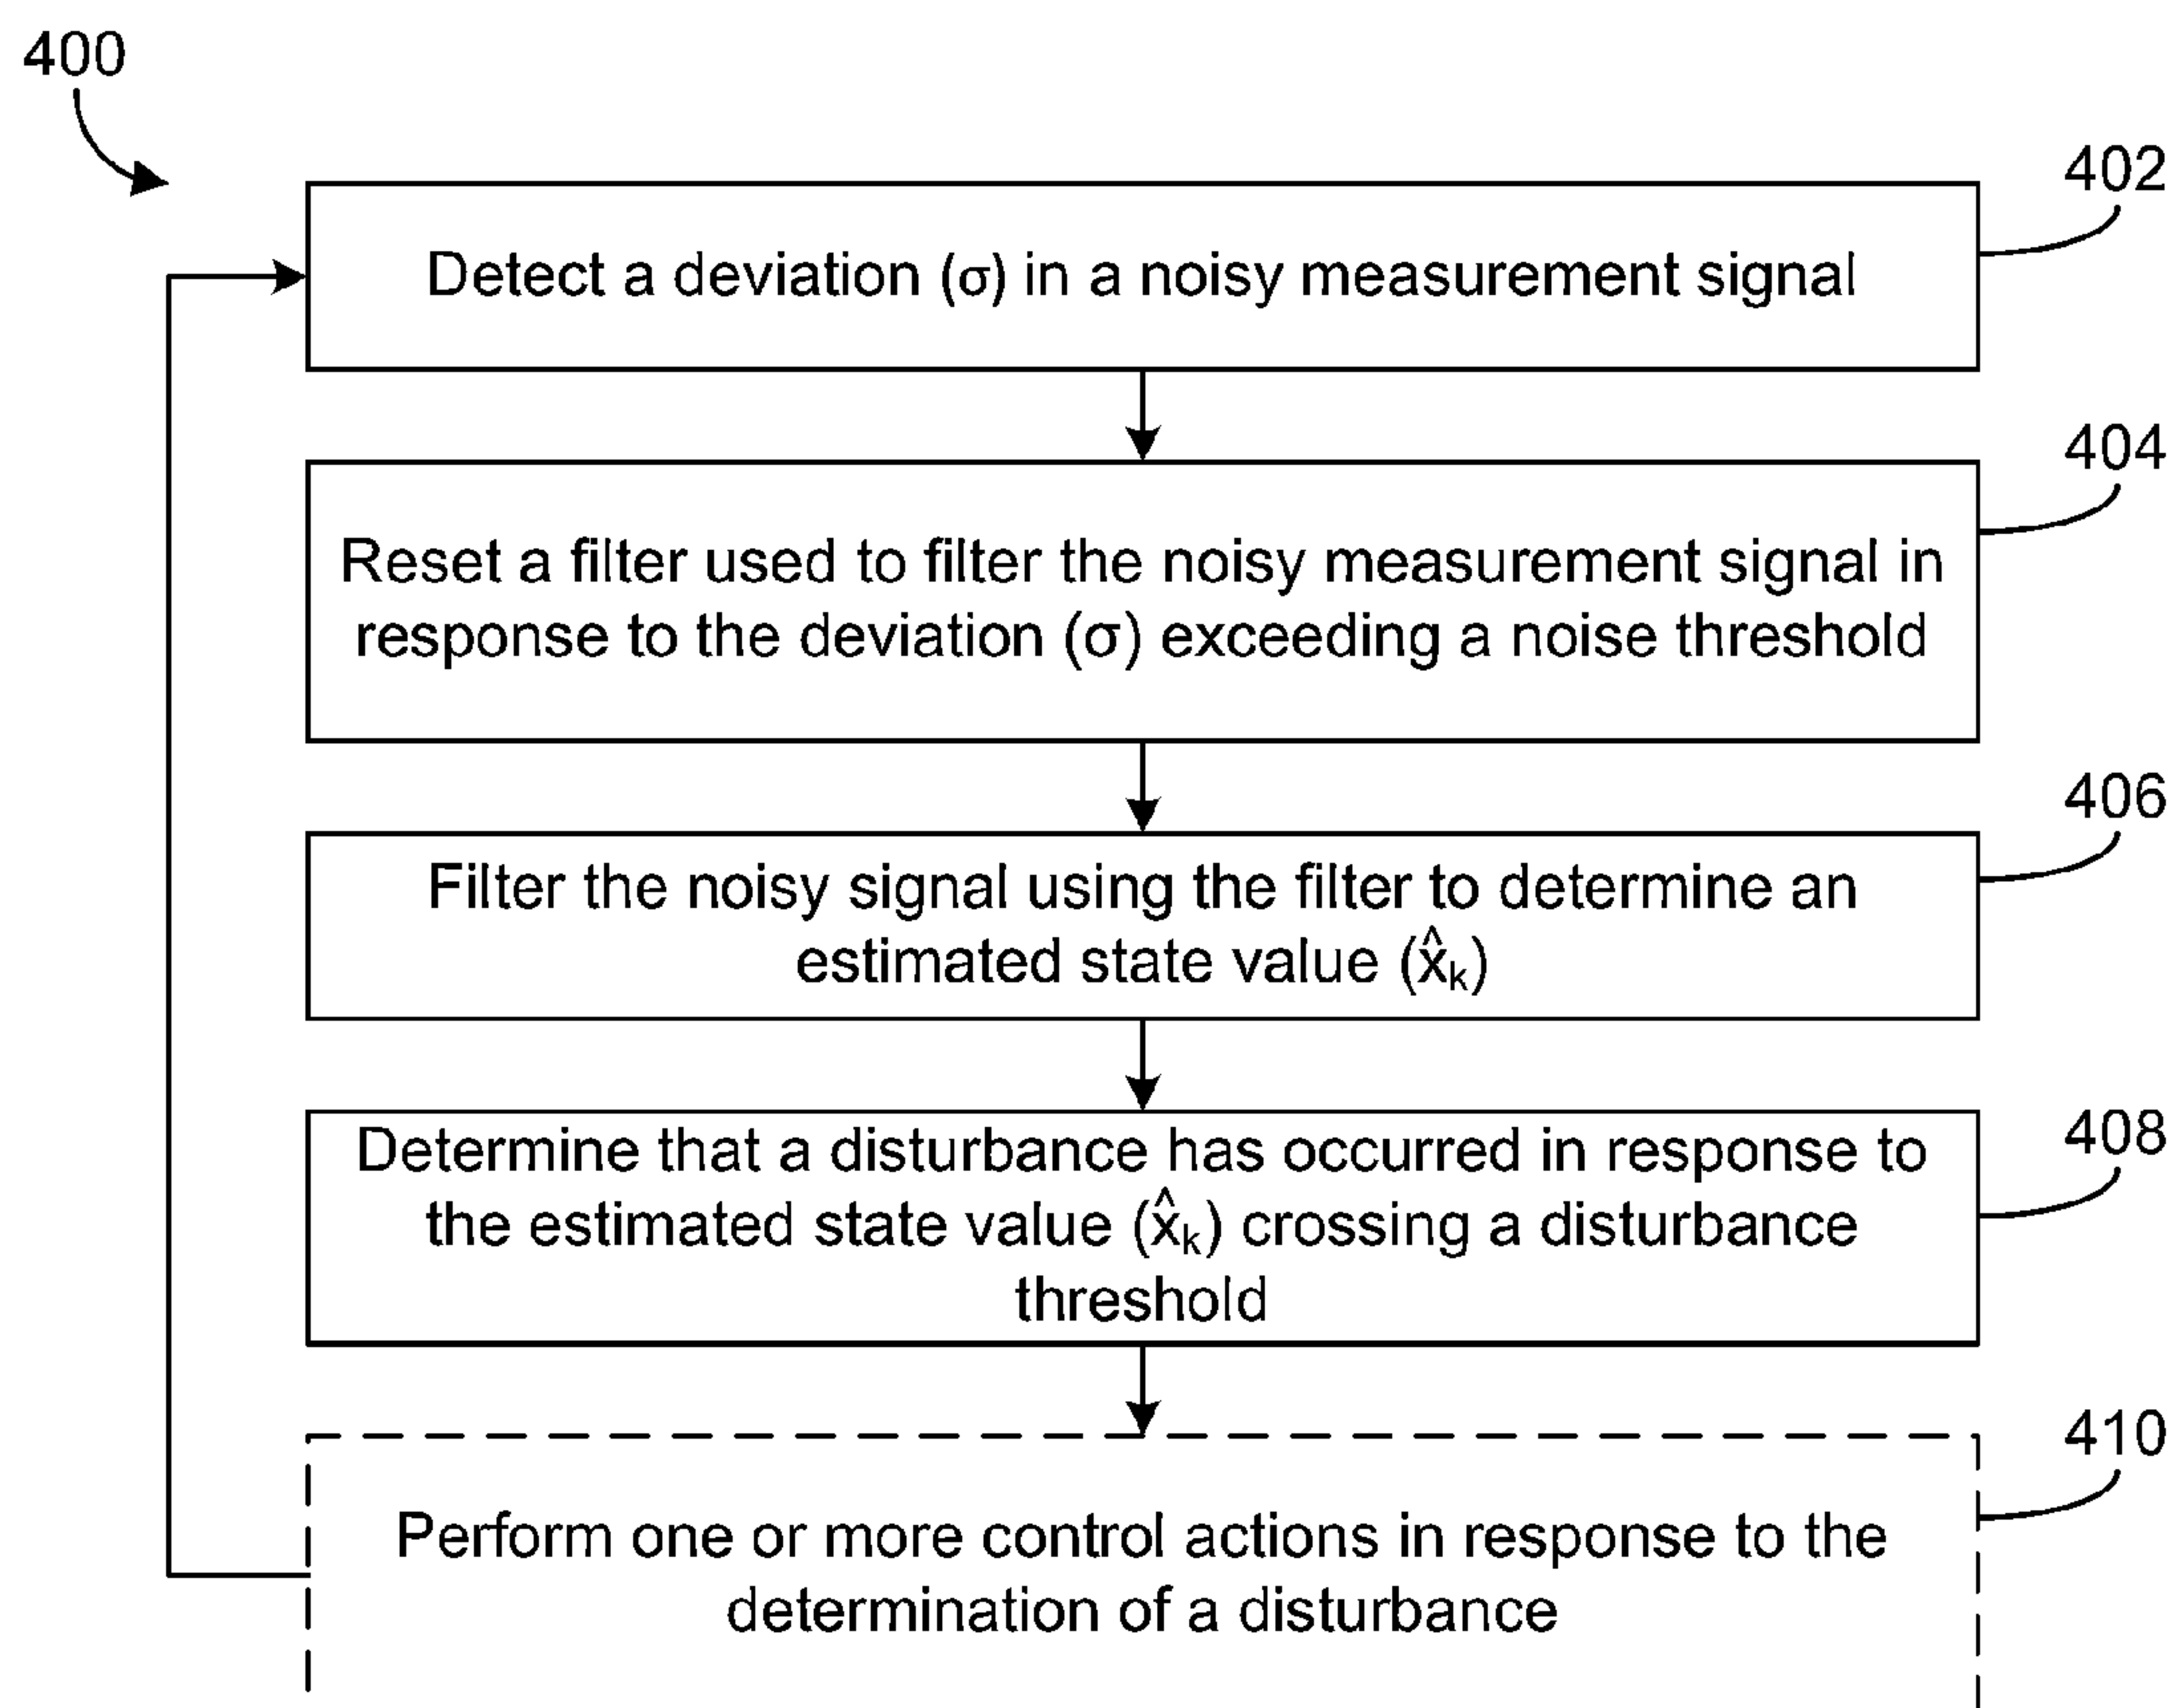 400
402
Detect a deviation (σ) in a noisy measurement signal
404
Reset a filter used to filter the noisy measurement signal in
response to the deviation (σ) exceeding a noise threshold
406
Filter the noisy signal using the filter to determine an
estimated state value (x̂ₖ)
408
Determine that a disturbance has occurred in response to
the estimated state value (x̂ₖ) crossing a disturbance
threshold
410
Perform one or more control actions in response to the
determination of a disturbance